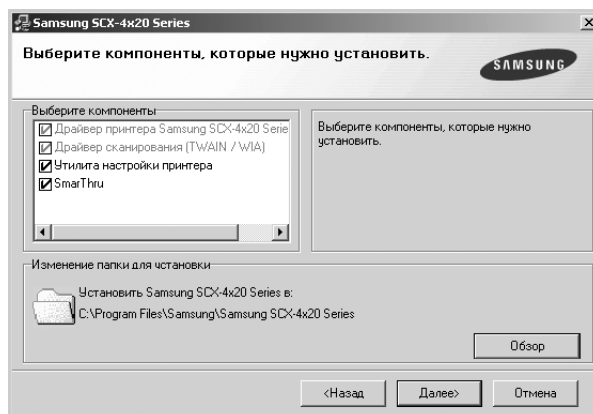 Samsung SCX-4x20 Series
Выберите компоненты, которые нужно установить.
SAMSUNG
Выберите компоненты
Драйвер принтера Samsung SCX-4x20 Serie
Драйвер сканирования (TWAIN / WIA)
Утилита настройки принтера
SmarThru
Выберите компоненты, которые нужно
установить.
Изменение папки для установки
Установить Samsung SCX-4x20 Series в:
C:\Program Files\Samsung\Samsung SCX-4x20 Series
Обзор
<Назад
Далее>
Отмена